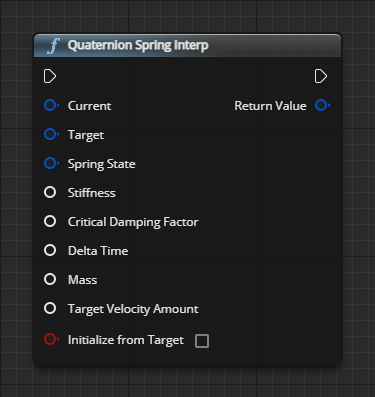 Quaternion Spring Interp
Current
Return Value
Target
Spring State
Stiffness
Critical Damping Factor
Delta Time
Mass
Target Velocity Amount
Initialize from Target